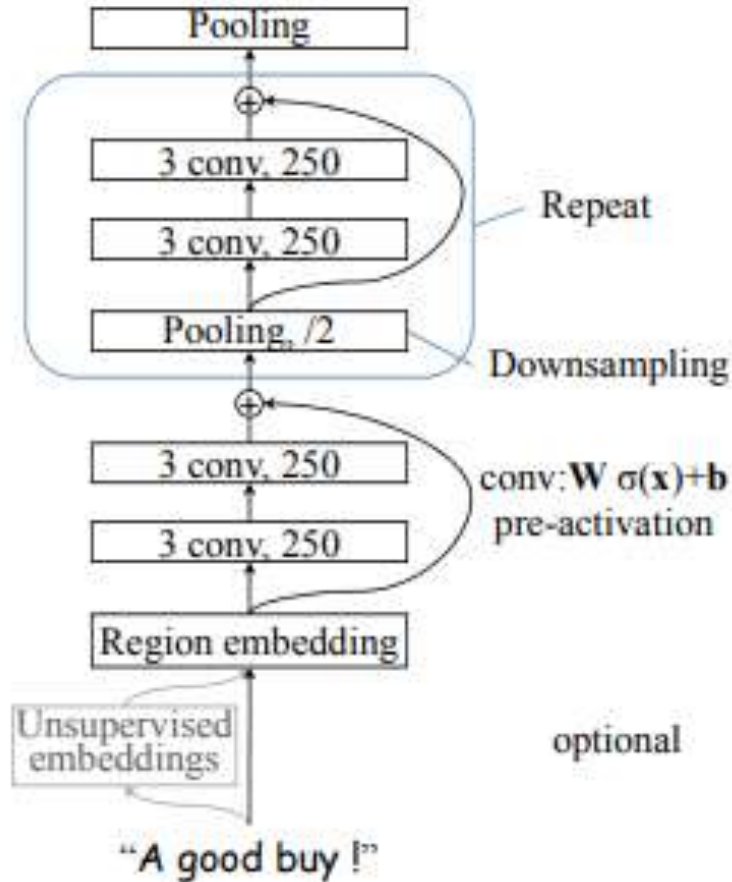 Pooling
3 conv, 250
3 conv, 250
Repeat
Pooling, /2
Downsampling
3 conv, 250
conv:W σ(x)+b
pre-activation
3 conv, 250
Region embedding
Unsupervised
embeddings
optional
“A good buy !”